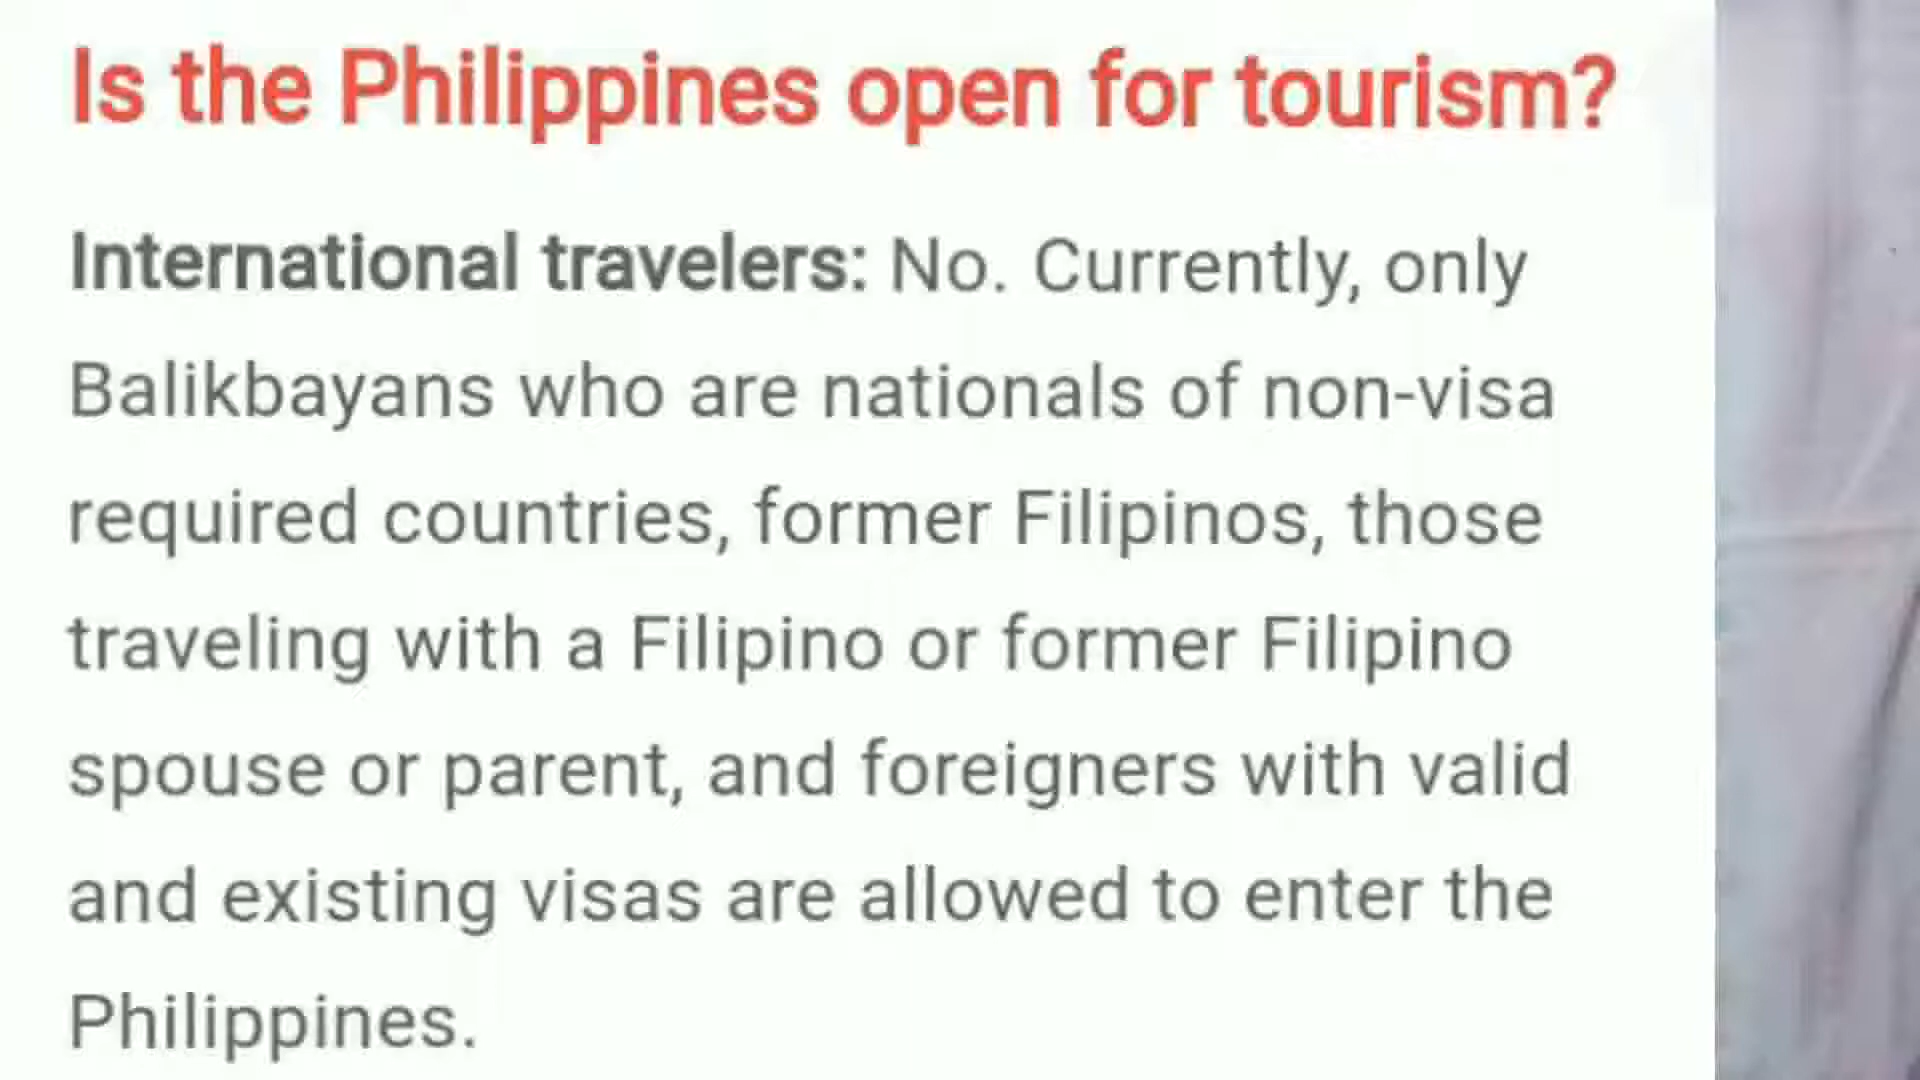 Is the Philippines open for tourism?
International travelers: No. Currently, only
Balikbayans who are nationals of non-visa
required countries, former Filipinos, those
traveling with a Filipino or former Filipino
spouse or parent, and foreigners with valid
and existing visas are allowed to enter the
Philippines.